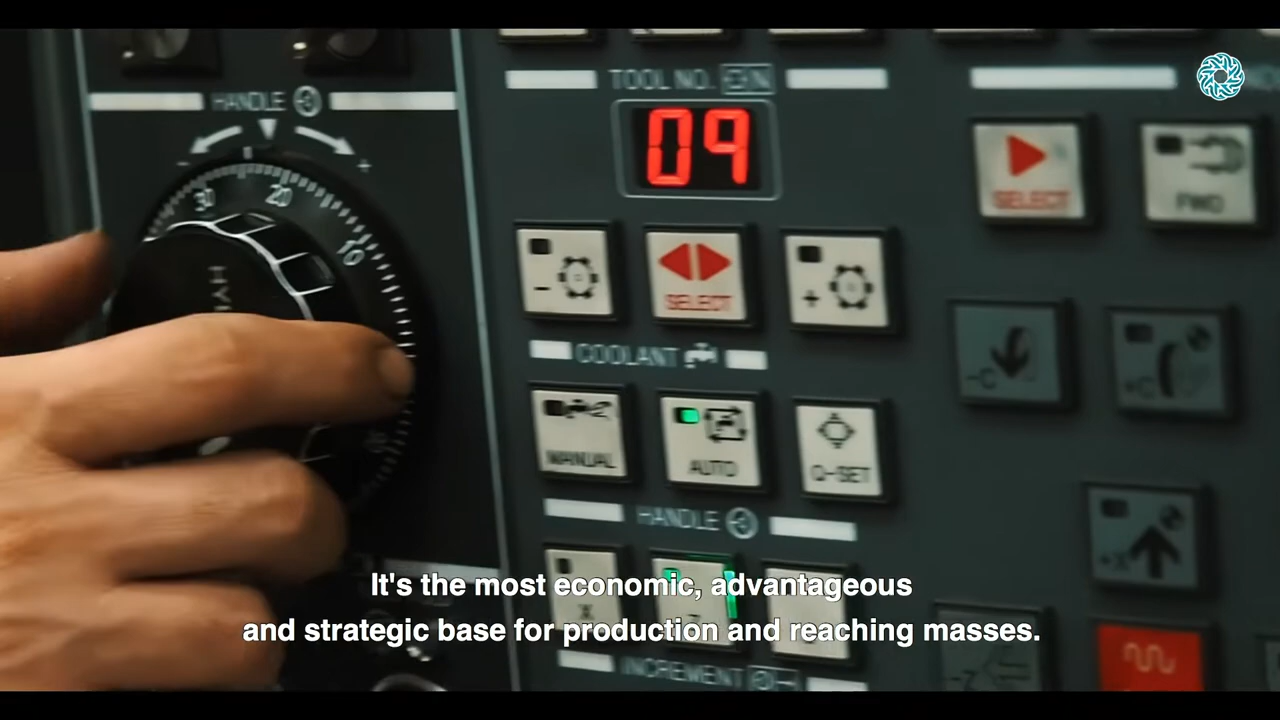 HANDLE
- +
30 20 10
TOOL NO.
09
SELECT
FWD
- SELECT +
COOLANT
-C +C
MANUAL AUTO Q-SET
HANDLE
+X
X Z
It's the most economic, advantageous
and strategic base for production and reaching masses.
INCREMENT
-Z